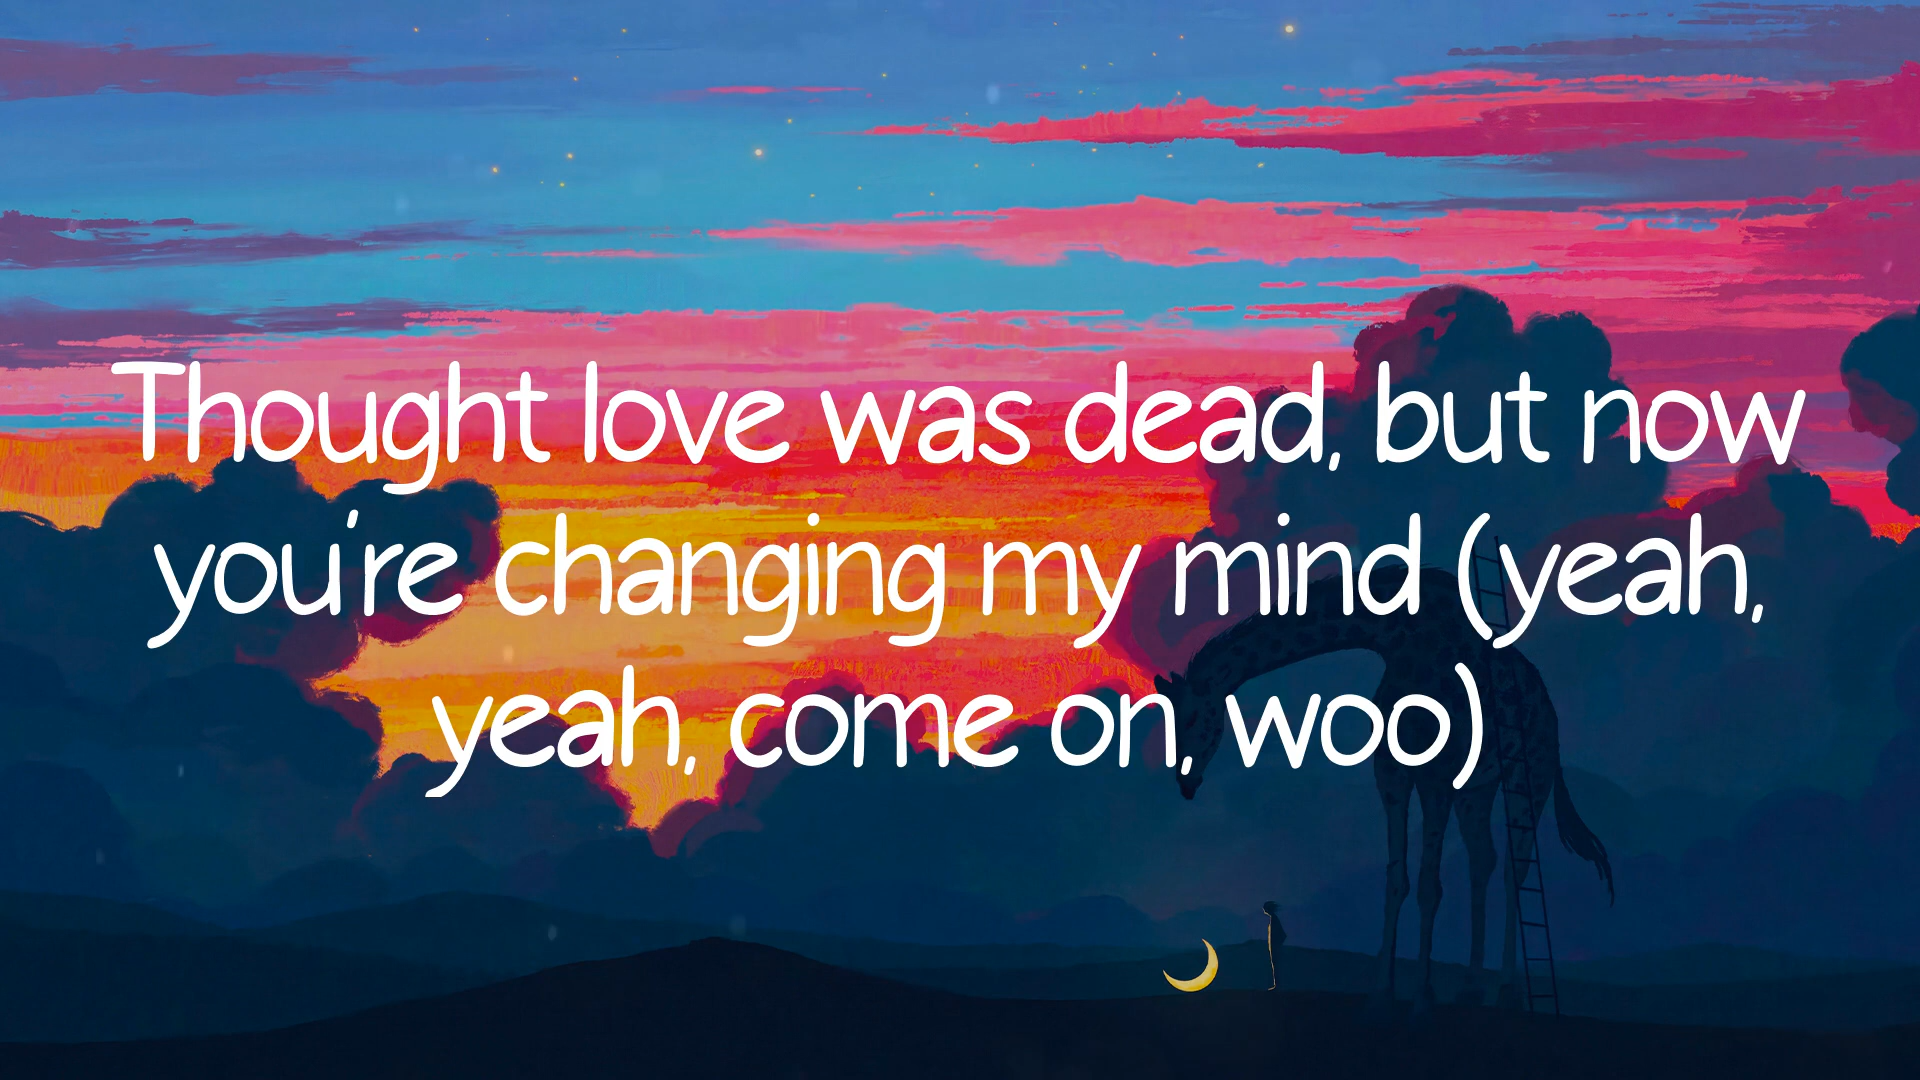 Thought love was dead, but now
you're changing my mind (yeah,
yeah, come on, woo)